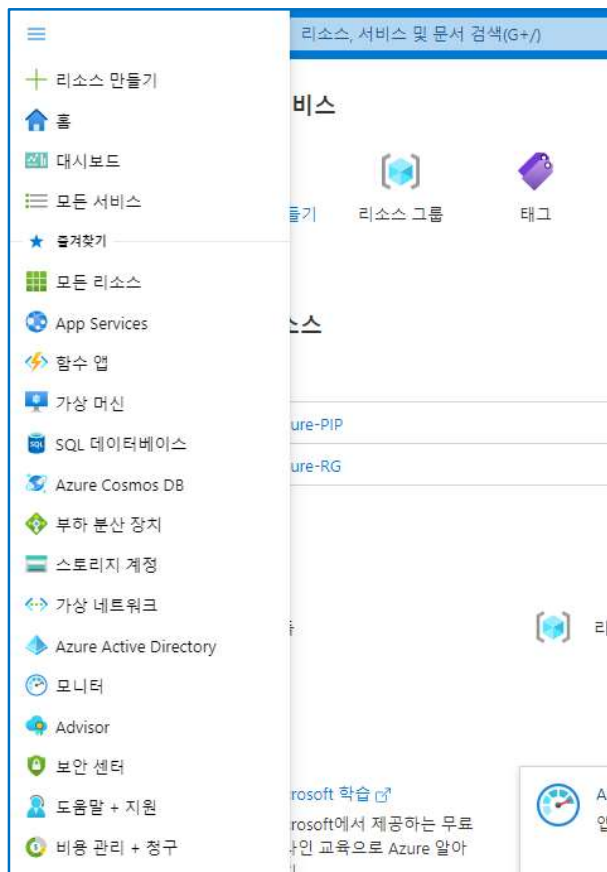 리소스, 서비스 및 문서 검색(G+/)
리소스 만들기
홈
대시보드
모든 서비스
즐겨찾기
모든 리소스
App Services
함수 앱
가상 머신
SQL 데이터베이스
Azure Cosmos DB
부하 분산 장치
스토리지 계정
가상 네트워크
Azure Active Directory
모니터
Advisor
보안 센터
도움말 + 지원
비용 관리 + 청구
비스
들기
리소스 그룹
태그
소스
ure-PIP
ure-RG
리
rosoft 학습
rosoft에서 제공하는 무료
인 교육으로 Azure 알아
A